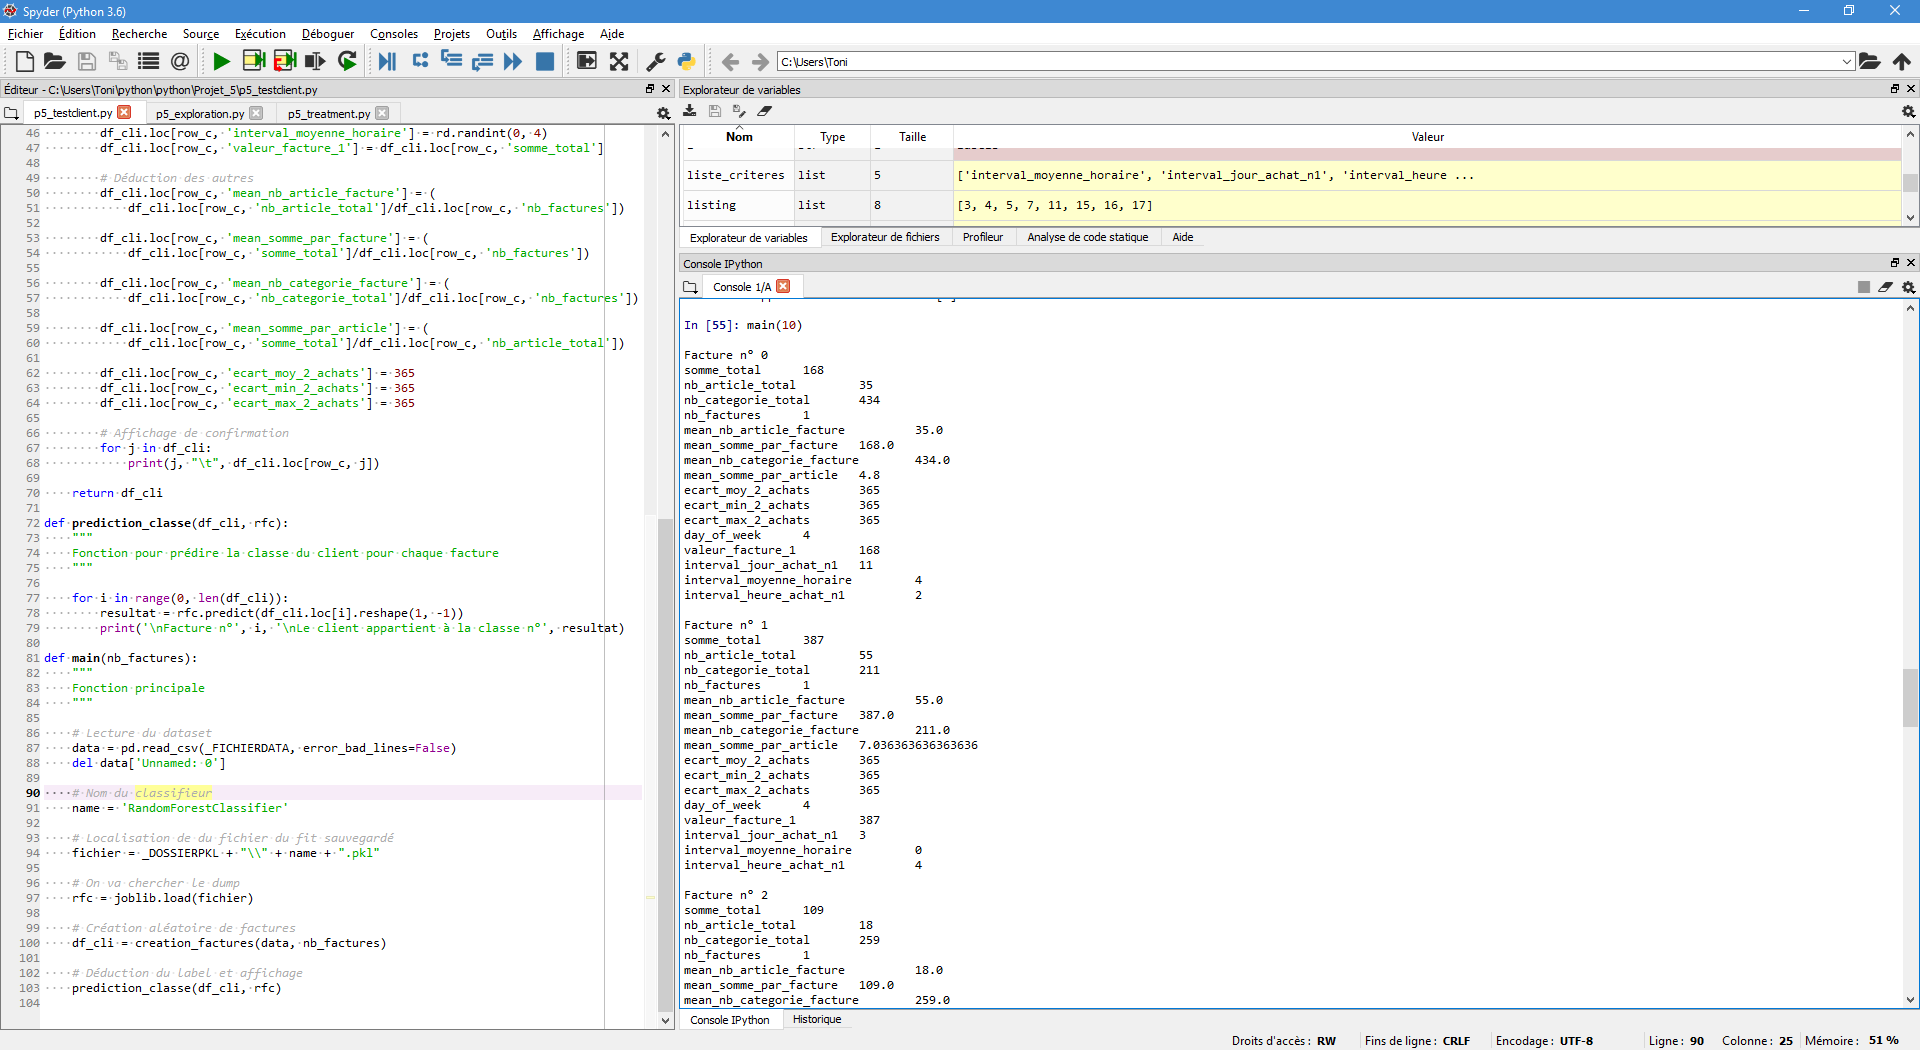 Spyder (Python 3.6)
Fichier Édition Recherche Source Exécution Déboguer Consoles Projets Outils Affichage Aide
C:\Users\Toni
Éditeur - C:\Users\Toni\python\python\Projet_5\p5_testclient.py
p5_testclient.py p5_exploration.py p5_treatment.py
46 ········df_cli.loc[row_c,·'interval_moyenne_horaire']·=·rd.randint(0,·4)
47 ········df_cli.loc[row_c,·'valeur_facture_1']·=·df_cli.loc[row_c,·'somme_total']
48
49 ········#·Déduction·des·autres
50 ········df_cli.loc[row_c,·'mean_nb_article_facture']·=·(
51 ············df_cli.loc[row_c,·'nb_article_total']/df_cli.loc[row_c,·'nb_factures'])
52
53 ········df_cli.loc[row_c,·'mean_somme_par_facture']·=·(
54 ············df_cli.loc[row_c,·'somme_total']/df_cli.loc[row_c,·'nb_factures'])
55
56 ········df_cli.loc[row_c,·'mean_nb_categorie_facture']·=·(
57 ············df_cli.loc[row_c,·'nb_categorie_total']/df_cli.loc[row_c,·'nb_factures'])
58
59 ········df_cli.loc[row_c,·'mean_somme_par_article']·=·(
60 ············df_cli.loc[row_c,·'somme_total']/df_cli.loc[row_c,·'nb_article_total'])
61
62 ········df_cli.loc[row_c,·'ecart_moy_2_achats']·=·365
63 ········df_cli.loc[row_c,·'ecart_min_2_achats']·=·365
64 ········df_cli.loc[row_c,·'ecart_max_2_achats']·=·365
65
66 ········#·Affichage·de·confirmation
67 ········for·j·in·df_cli:
68 ············print(j,·"\t",·df_cli.loc[row_c,·j])
69
70 ····return·df_cli
71
72 def·prediction_classe(df_cli,·rfc):
73 ····"""
74 ····Fonction·pour·prédire·la·classe·du·client·pour·chaque·facture
75 ····"""
76
77 ····for·i·in·range(0,·len(df_cli)):
78 ········resultat·=·rfc.predict(df_cli.loc[i].reshape(1,·-1))
79 ········print('\nFacture·n°',·i,·'\nLe·client·appartient·à·la·classe·n°',·resultat)
80
81 def·main(nb_factures):
82 ····"""
83 ····Fonction·principale
84 ····"""
85
86 ····#·Lecture·du·dataset
87 ····data·=·pd.read_csv(_FICHIERDATA,·error_bad_lines=False)
88 ····del·data['Unnamed:·0']
89
90 ····#·Nom·du·classifieur
91 ····name·=·'RandomForestClassifier'
92
93 ····#·Localisation·de·du·fichier·du·fit·sauvegardé
94 ····fichier·=·_DOSSIERPKL·+·"\\"·+·name·+·".pkl"
95
96 ····#·On·va·chercher·le·dump
97 ····rfc·=·joblib.load(fichier)
98
99 ····#·Création·aléatoire·de·factures
100 ····df_cli·=·creation_factures(data,·nb_factures)
101
102 ····#·Déduction·du·label·et·affichage
103 ····prediction_classe(df_cli,·rfc)
104
Explorateur de variables
Nom Type Taille Valeur
liste_criteres list 5 ['interval_moyenne_horaire', 'interval_jour_achat_n1', 'interval_heure ...
listing list 8 [3, 4, 5, 7, 11, 15, 16, 17]
Explorateur de variables Explorateur de fichiers Profileur Analyse de code statique Aide
Console IPython
Console 1/A
In [55]: main(10)
Facture n° 0
somme_total 168
nb_article_total 35
nb_categorie_total 434
nb_factures 1
mean_nb_article_facture 35.0
mean_somme_par_facture 168.0
mean_nb_categorie_facture 434.0
mean_somme_par_article 4.8
ecart_moy_2_achats 365
ecart_min_2_achats 365
ecart_max_2_achats 365
day_of_week 4
valeur_facture_1 168
interval_jour_achat_n1 11
interval_moyenne_horaire 4
interval_heure_achat_n1 2
Facture n° 1
somme_total 387
nb_article_total 55
nb_categorie_total 211
nb_factures 1
mean_nb_article_facture 55.0
mean_somme_par_facture 387.0
mean_nb_categorie_facture 211.0
mean_somme_par_article 7.036363636363636
ecart_moy_2_achats 365
ecart_min_2_achats 365
ecart_max_2_achats 365
day_of_week 4
valeur_facture_1 387
interval_jour_achat_n1 3
interval_moyenne_horaire 0
interval_heure_achat_n1 4
Facture n° 2
somme_total 109
nb_article_total 18
nb_categorie_total 259
nb_factures 1
mean_nb_article_facture 18.0
mean_somme_par_facture 109.0
mean_nb_categorie_facture 259.0
Console IPython Historique
Droits d'accès : RW Fins de ligne : CRLF Encodage : UTF-8 Ligne : 90 Colonne : 25 Mémoire : 51 %